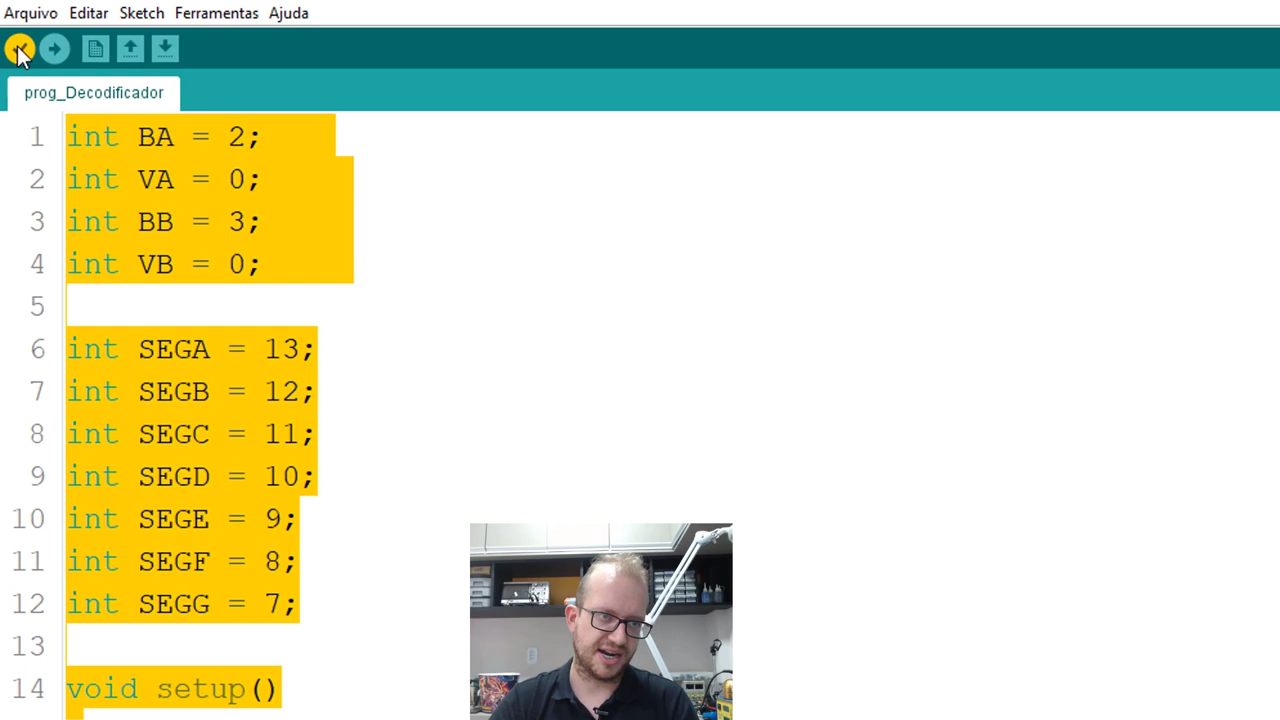 Arquivo Editar Sketch Ferramentas Ajuda
prog_Decodificador
1 int BA = 2;
2 int VA = 0;
3 int BB = 3;
4 int VB = 0;
5
6 int SEGA = 13;
7 int SEGB = 12;
8 int SEGC = 11;
9 int SEGD = 10;
10 int SEGE = 9;
11 int SEGF = 8;
12 int SEGG = 7;
13
14 void setup()